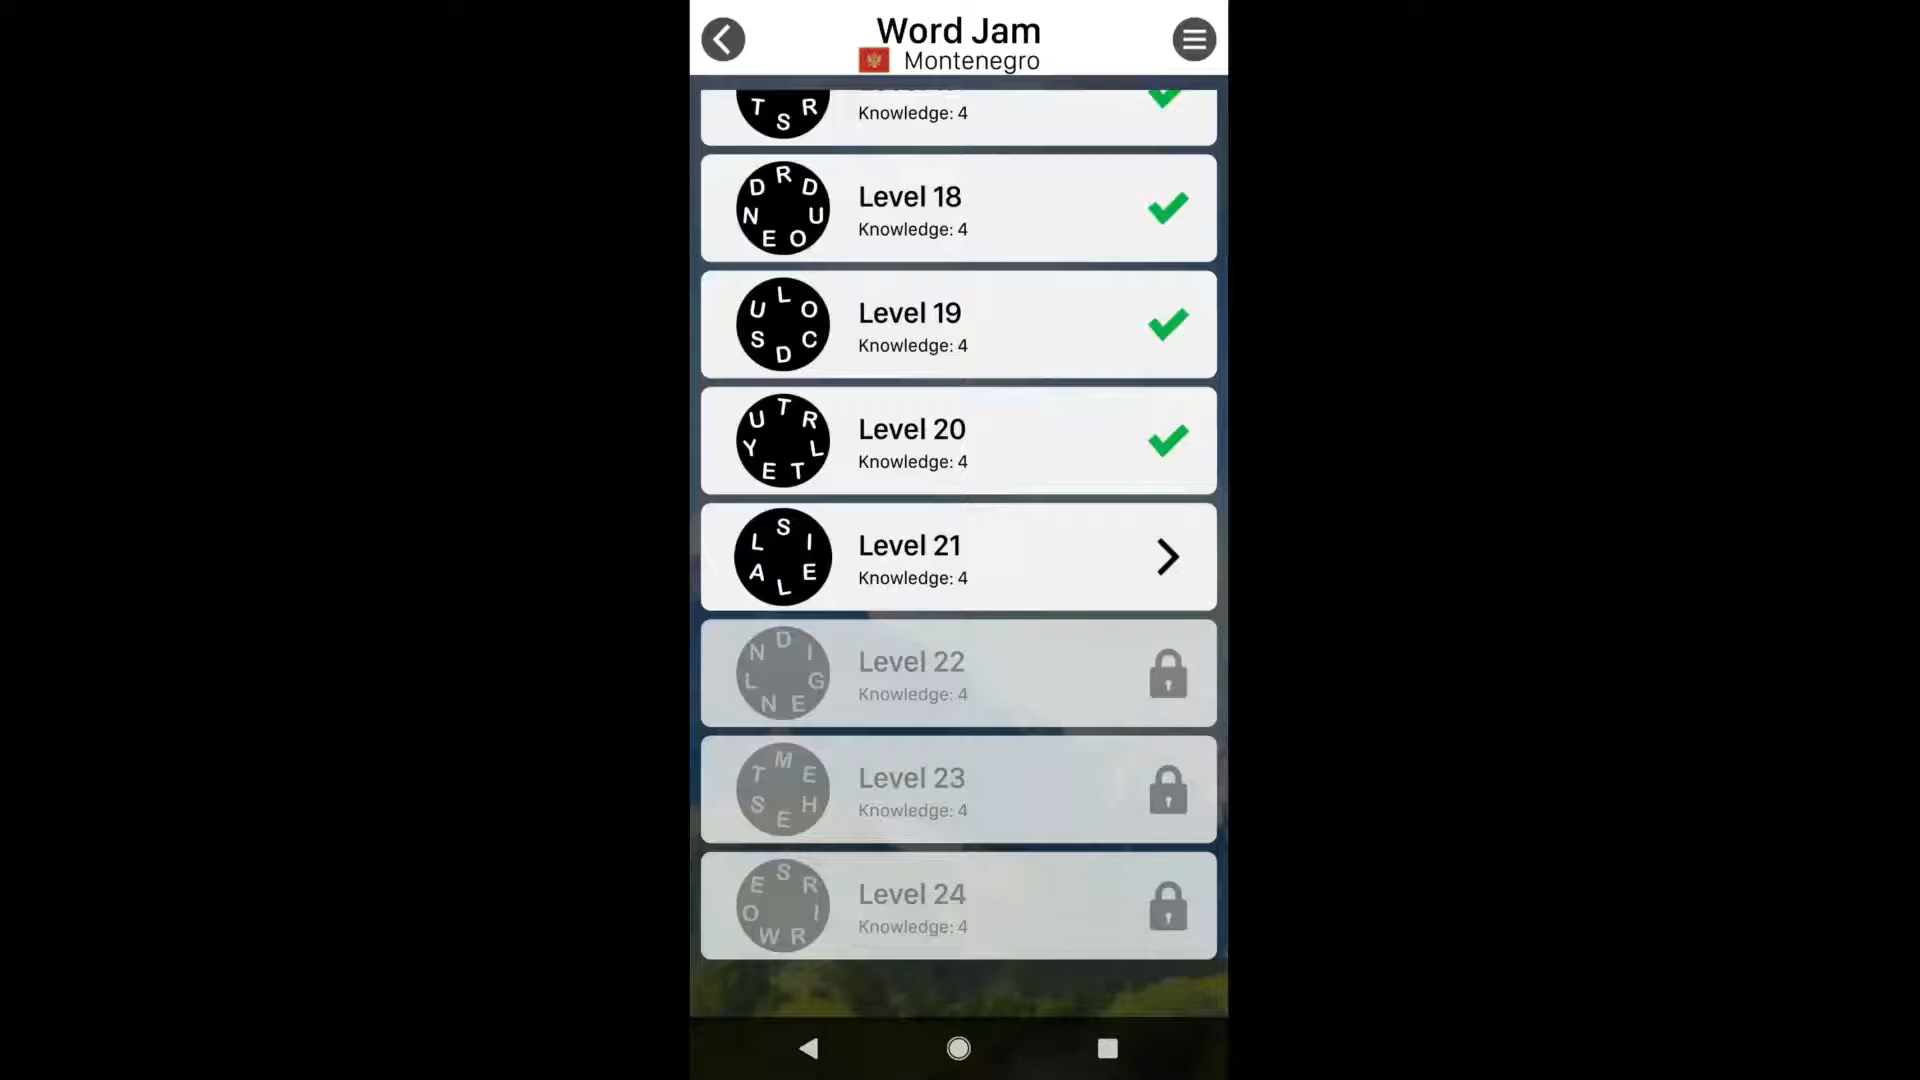 Word Jam
Montenegro
T S R
Knowledge: 4
D R D U O E N
Level 18
Knowledge: 4
U L O C D S
Level 19
Knowledge: 4
U T R L T E Y
Level 20
Knowledge: 4
L S I E L A
Level 21
Knowledge: 4
N D I G E N L
Level 22
Knowledge: 4
T M E H E S
Level 23
Knowledge: 4
E S R I R W O
Level 24
Knowledge: 4